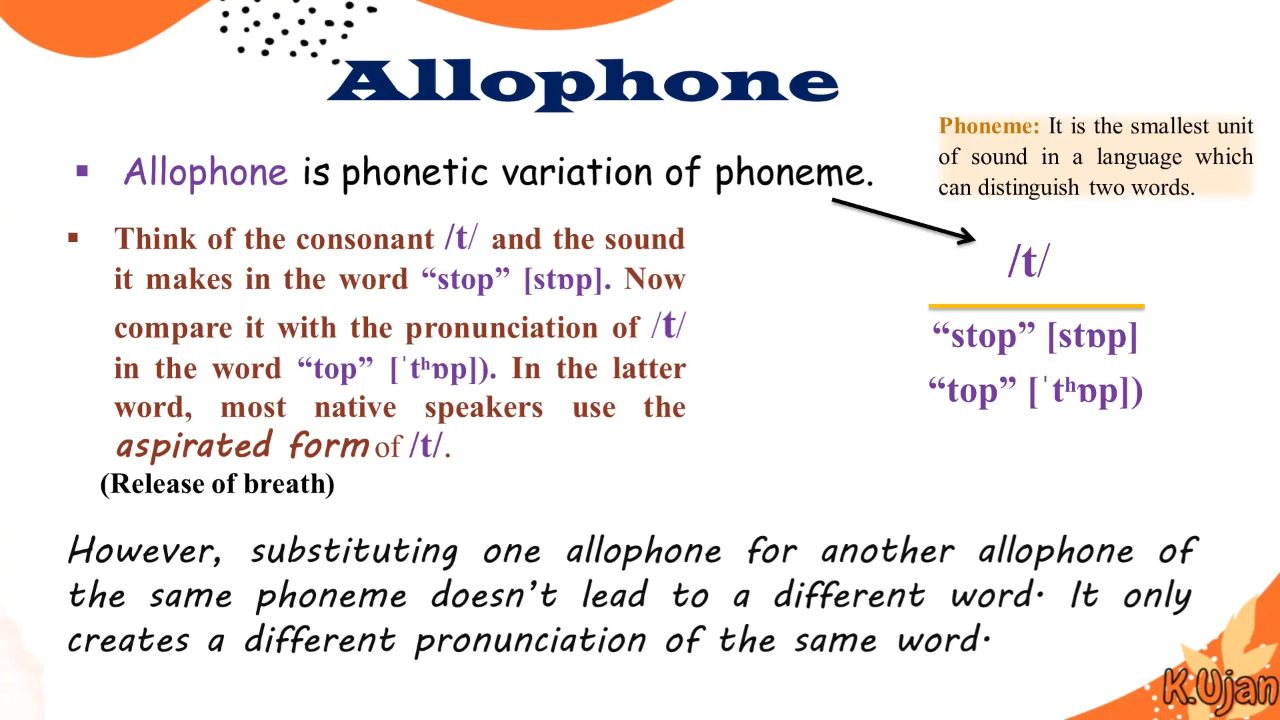 Allophone
▪ Allophone is phonetic variation of phoneme.
Phoneme: It is the smallest unit
of sound in a language which
can distinguish two words.
▪ Think of the consonant /t/ and the sound
it makes in the word “stop” [stɒp]. Now
compare it with the pronunciation of /t/
in the word “top” [ˈtʰɒp]). In the latter
word, most native speakers use the
aspirated form of /t/.
(Release of breath)
/t/
“stop” [stɒp]
“top” [ˈtʰɒp])
However, substituting one allophone for another allophone of
the same phoneme doesn’t lead to a different word. It only
creates a different pronunciation of the same word.
K.Ujan